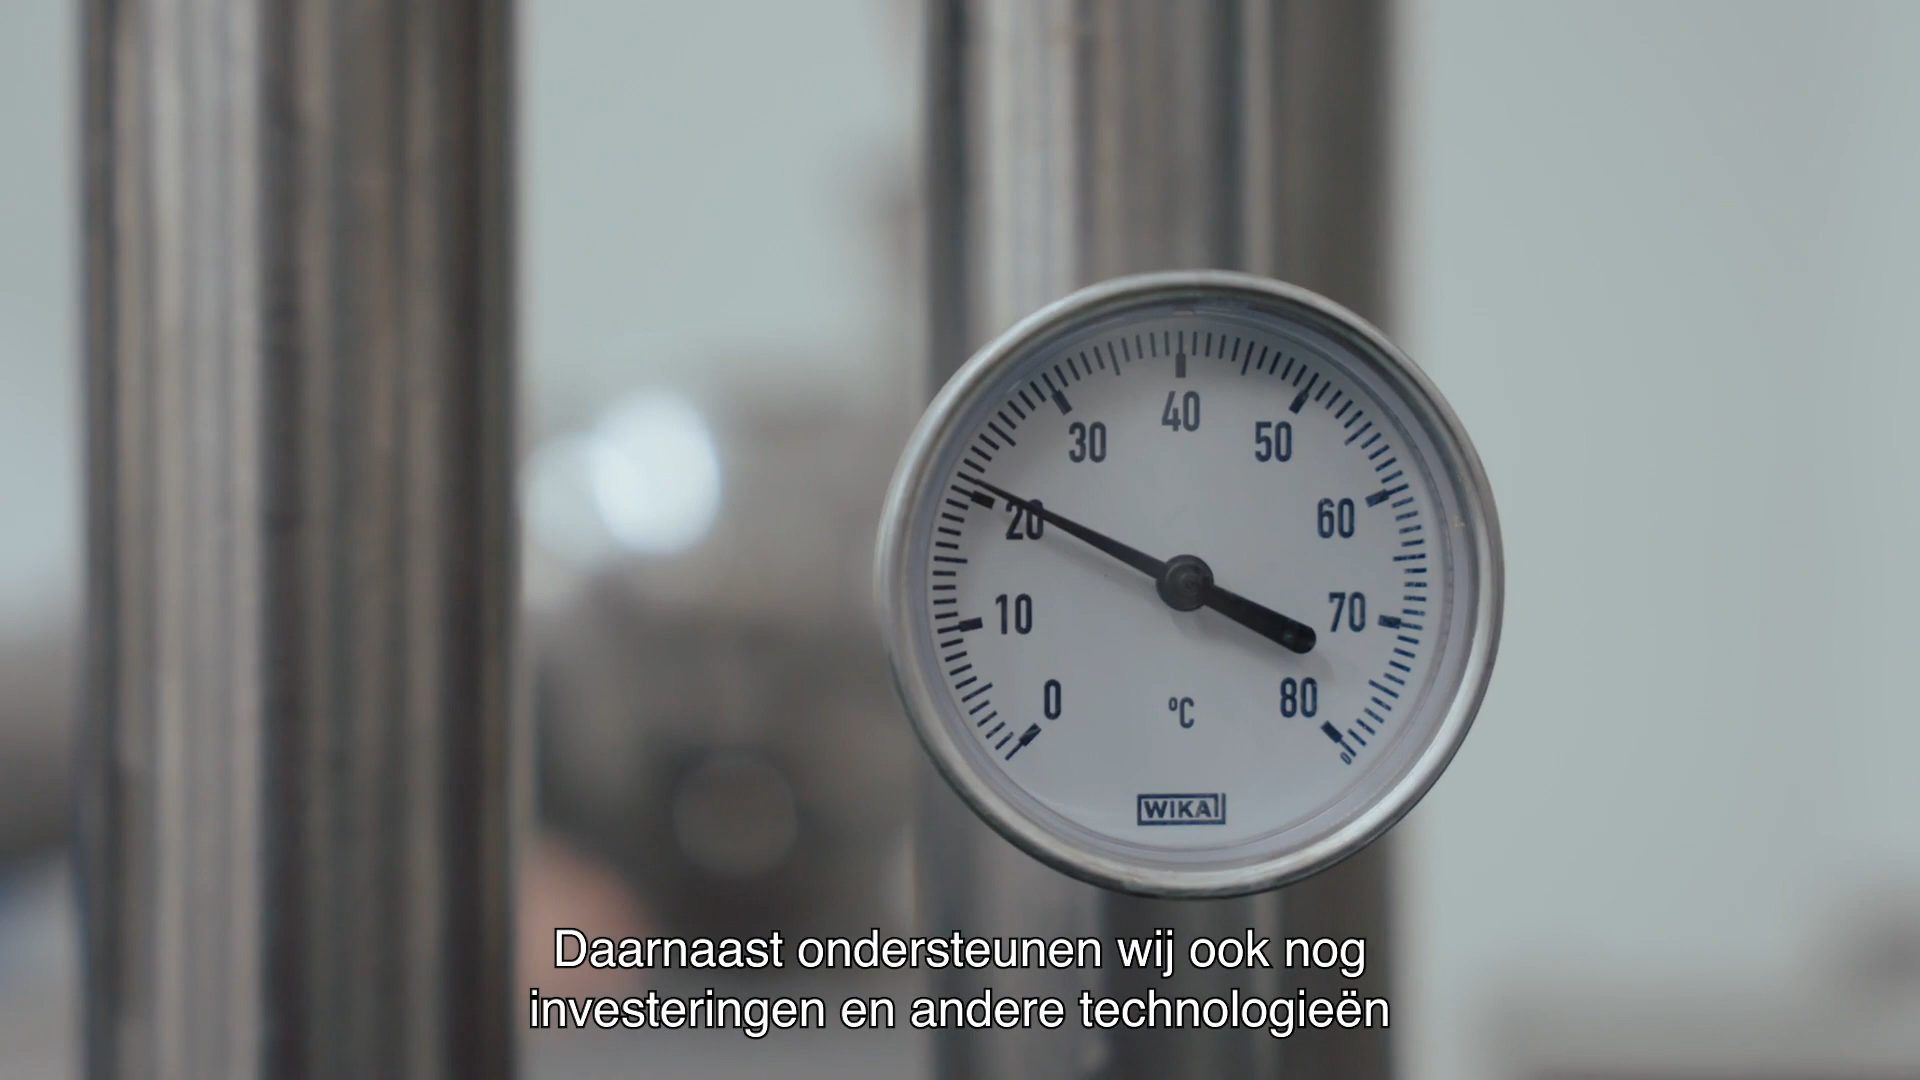 40
30
50
20
60
10
70
0
80
ºC
WIKA
Daarnaast ondersteunen wij ook nog
investeringen en andere technologieën